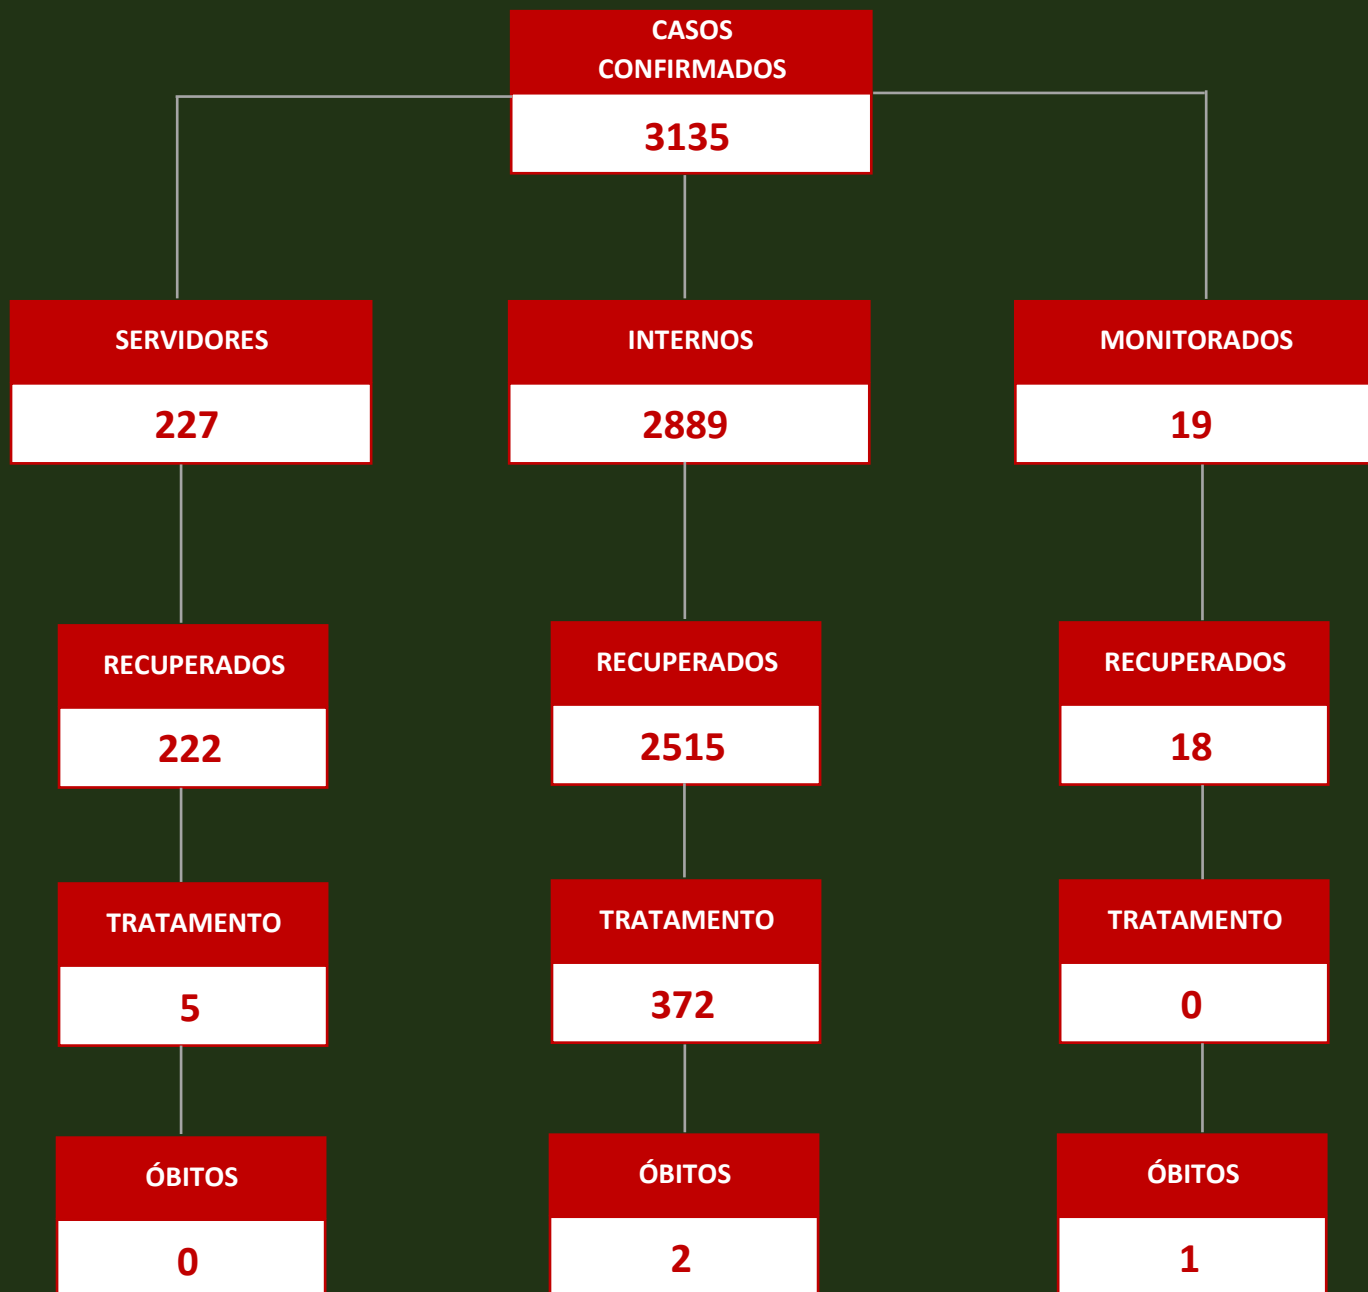 CASOS
CONFIRMADOS
3135
SERVIDORES
227
INTERNOS
2889
MONITORADOS
19
RECUPERADOS
222
RECUPERADOS
2515
RECUPERADOS
18
TRATAMENTO
5
TRATAMENTO
372
TRATAMENTO
0
ÓBITOS
0
ÓBITOS
2
ÓBITOS
1